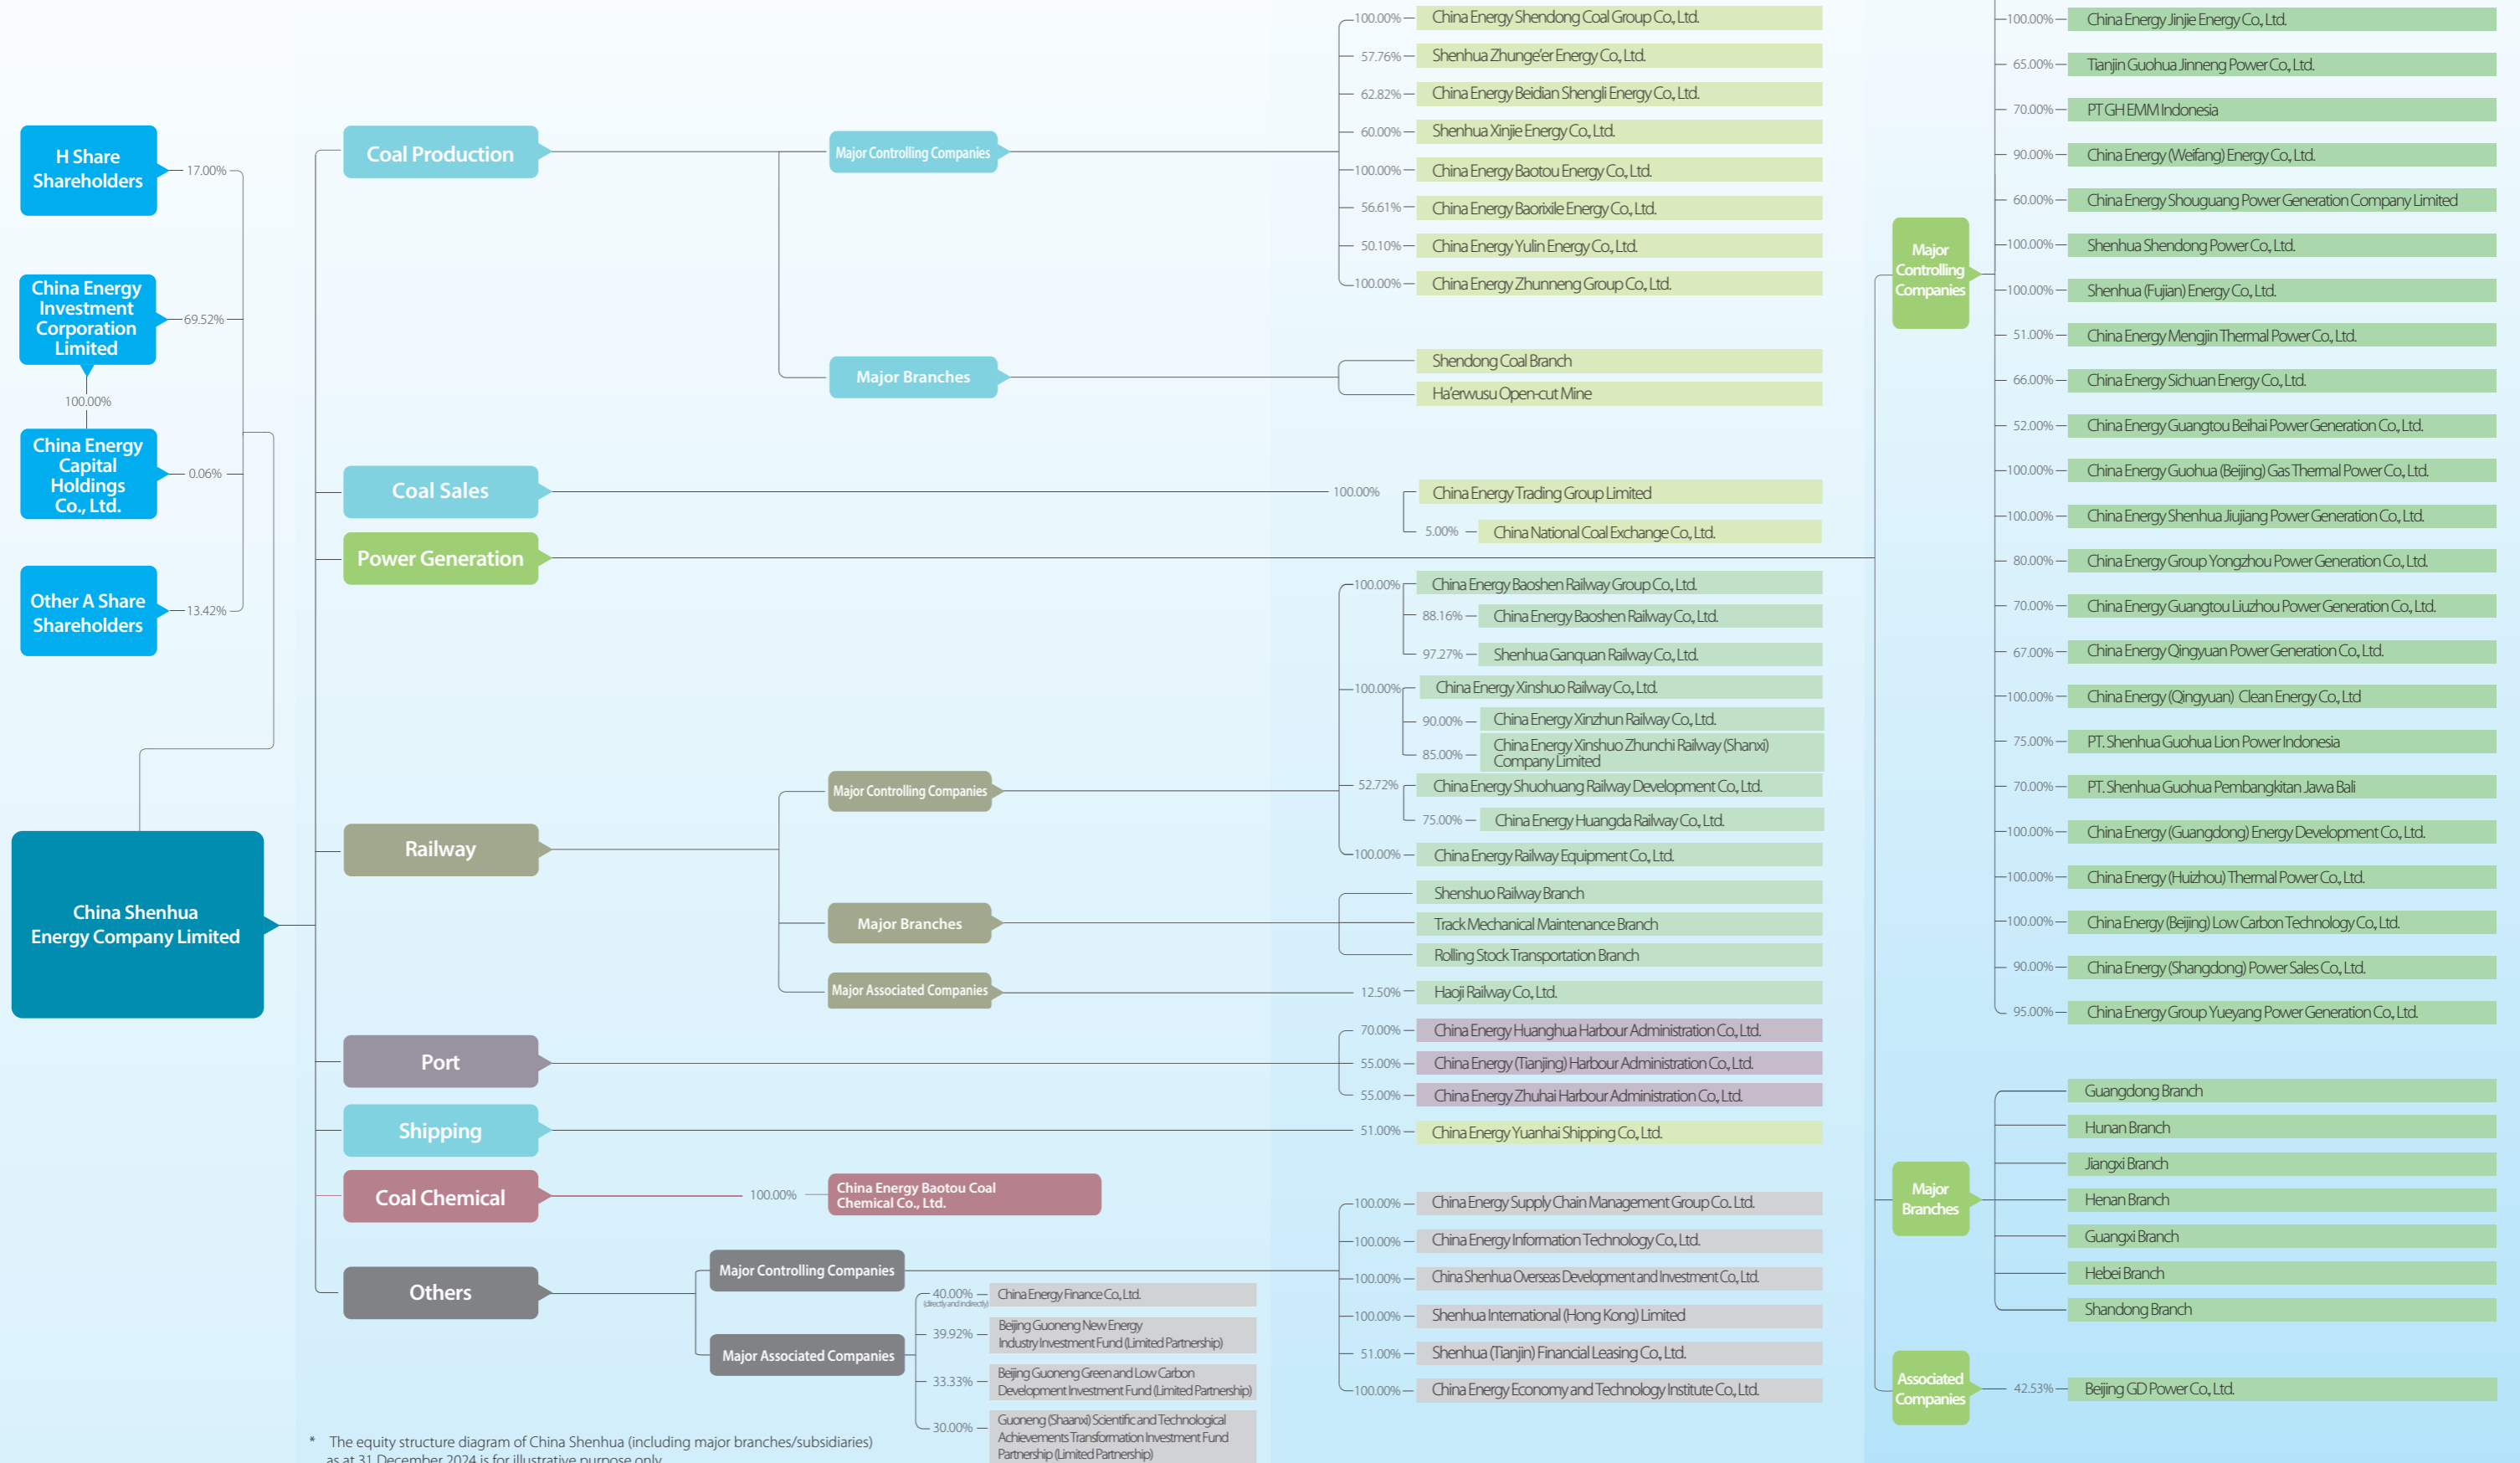 H Share
Shareholders
17.00%
China Energy
Investment
Corporation
Limited
69.52%
100.00%
China Energy
Capital
Holdings
Co., Ltd.
0.06%
Other A Share
Shareholders
13.42%
China Shenhua
Energy Company Limited
Coal Production
Major Controlling Companies
100.00%
China Energy Shendong Coal Group Co., Ltd.
57.76%
Shenhua Zhunge'er Energy Co., Ltd.
62.82%
China Energy Beidian Shengli Energy Co., Ltd.
60.00%
Shenhua Xinjie Energy Co., Ltd.
100.00%
China Energy Baotou Energy Co., Ltd.
56.61%
China Energy Baorixile Energy Co., Ltd.
50.10%
China Energy Yulin Energy Co., Ltd.
100.00%
China Energy Zhunneng Group Co., Ltd.
Major Branches
Shendong Coal Branch
Ha'erwusu Open-cut Mine
Coal Sales
100.00%
China Energy Trading Group Limited
5.00%
China National Coal Exchange Co., Ltd.
Power Generation
Railway
Major Controlling Companies
100.00%
China Energy Baoshen Railway Group Co., Ltd.
88.16%
China Energy Baoshen Railway Co., Ltd.
97.27%
Shenhua Ganquan Railway Co., Ltd.
100.00%
China Energy Xinshuo Railway Co., Ltd.
90.00%
China Energy Xinzhun Railway Co., Ltd.
85.00%
China Energy Xinshuo Zhunchi Railway (Shanxi)
Company Limited
52.72%
China Energy Shuohuang Railway Development Co., Ltd.
75.00%
China Energy Huangda Railway Co., Ltd.
100.00%
China Energy Railway Equipment Co., Ltd.
Major Branches
Shenshuo Railway Branch
Track Mechanical Maintenance Branch
Rolling Stock Transportation Branch
Major Associated Companies
12.50%
Haoji Railway Co., Ltd.
Port
70.00%
China Energy Huanghua Harbour Administration Co., Ltd.
55.00%
China Energy (Tianjing) Harbour Administration Co., Ltd.
55.00%
China Energy Zhuhai Harbour Administration Co., Ltd.
Shipping
51.00%
China Energy Yuanhai Shipping Co., Ltd.
Coal Chemical
100.00%
China Energy Baotou Coal
Chemical Co., Ltd.
Others
Major Controlling Companies
100.00%
China Energy Supply Chain Management Group Co. Ltd.
100.00%
China Energy Information Technology Co., Ltd.
100.00%
China Shenhua Overseas Development and Investment Co., Ltd.
100.00%
Shenhua International (Hong Kong) Limited
51.00%
Shenhua (Tianjin) Financial Leasing Co., Ltd.
100.00%
China Energy Economy and Technology Institute Co., Ltd.
Major Associated Companies
40.00%
(directly and indirectly)
China Energy Finance Co., Ltd.
39.92%
Beijing Guoneng New Energy
Industry Investment Fund (Limited Partnership)
33.33%
Beijing Guoneng Green and Low Carbon
Development Investment Fund (Limited Partnership)
30.00%
Guoneng (Shaanxi) Scientific and Technological
Achievements Transformation Investment Fund
Partnership (Limited Partnership)
Major
Controlling
Companies
100.00%
China Energy Jinjie Energy Co., Ltd.
65.00%
Tianjin Guohua Jinneng Power Co., Ltd.
70.00%
PT GH EMM Indonesia
90.00%
China Energy (Weifang) Energy Co., Ltd.
60.00%
China Energy Shouguang Power Generation Company Limited
100.00%
Shenhua Shendong Power Co., Ltd.
100.00%
Shenhua (Fujian) Energy Co., Ltd.
51.00%
China Energy Mengjin Thermal Power Co., Ltd.
66.00%
China Energy Sichuan Energy Co., Ltd.
52.00%
China Energy Guangtou Beihai Power Generation Co., Ltd.
100.00%
China Energy Guohua (Beijing) Gas Thermal Power Co., Ltd.
100.00%
China Energy Shenhua Jiujiang Power Generation Co., Ltd.
80.00%
China Energy Group Yongzhou Power Generation Co., Ltd.
70.00%
China Energy Guangtou Liuzhou Power Generation Co., Ltd.
67.00%
China Energy Qingyuan Power Generation Co., Ltd.
100.00%
China Energy (Qingyuan) Clean Energy Co., Ltd
75.00%
PT. Shenhua Guohua Lion Power Indonesia
70.00%
PT. Shenhua Guohua Pembangkitan Jawa Bali
100.00%
China Energy (Guangdong) Energy Development Co., Ltd.
100.00%
China Energy (Huizhou) Thermal Power Co., Ltd.
100.00%
China Energy (Beijing) Low Carbon Technology Co., Ltd.
90.00%
China Energy (Shangdong) Power Sales Co., Ltd.
95.00%
China Energy Group Yueyang Power Generation Co., Ltd.
Major
Branches
Guangdong Branch
Hunan Branch
Jiangxi Branch
Henan Branch
Guangxi Branch
Hebei Branch
Shandong Branch
Associated
Companies
42.53%
Beijing GD Power Co., Ltd.
* The equity structure diagram of China Shenhua (including major branches/subsidiaries)
as at 31 December 2024 is for illustrative purpose only